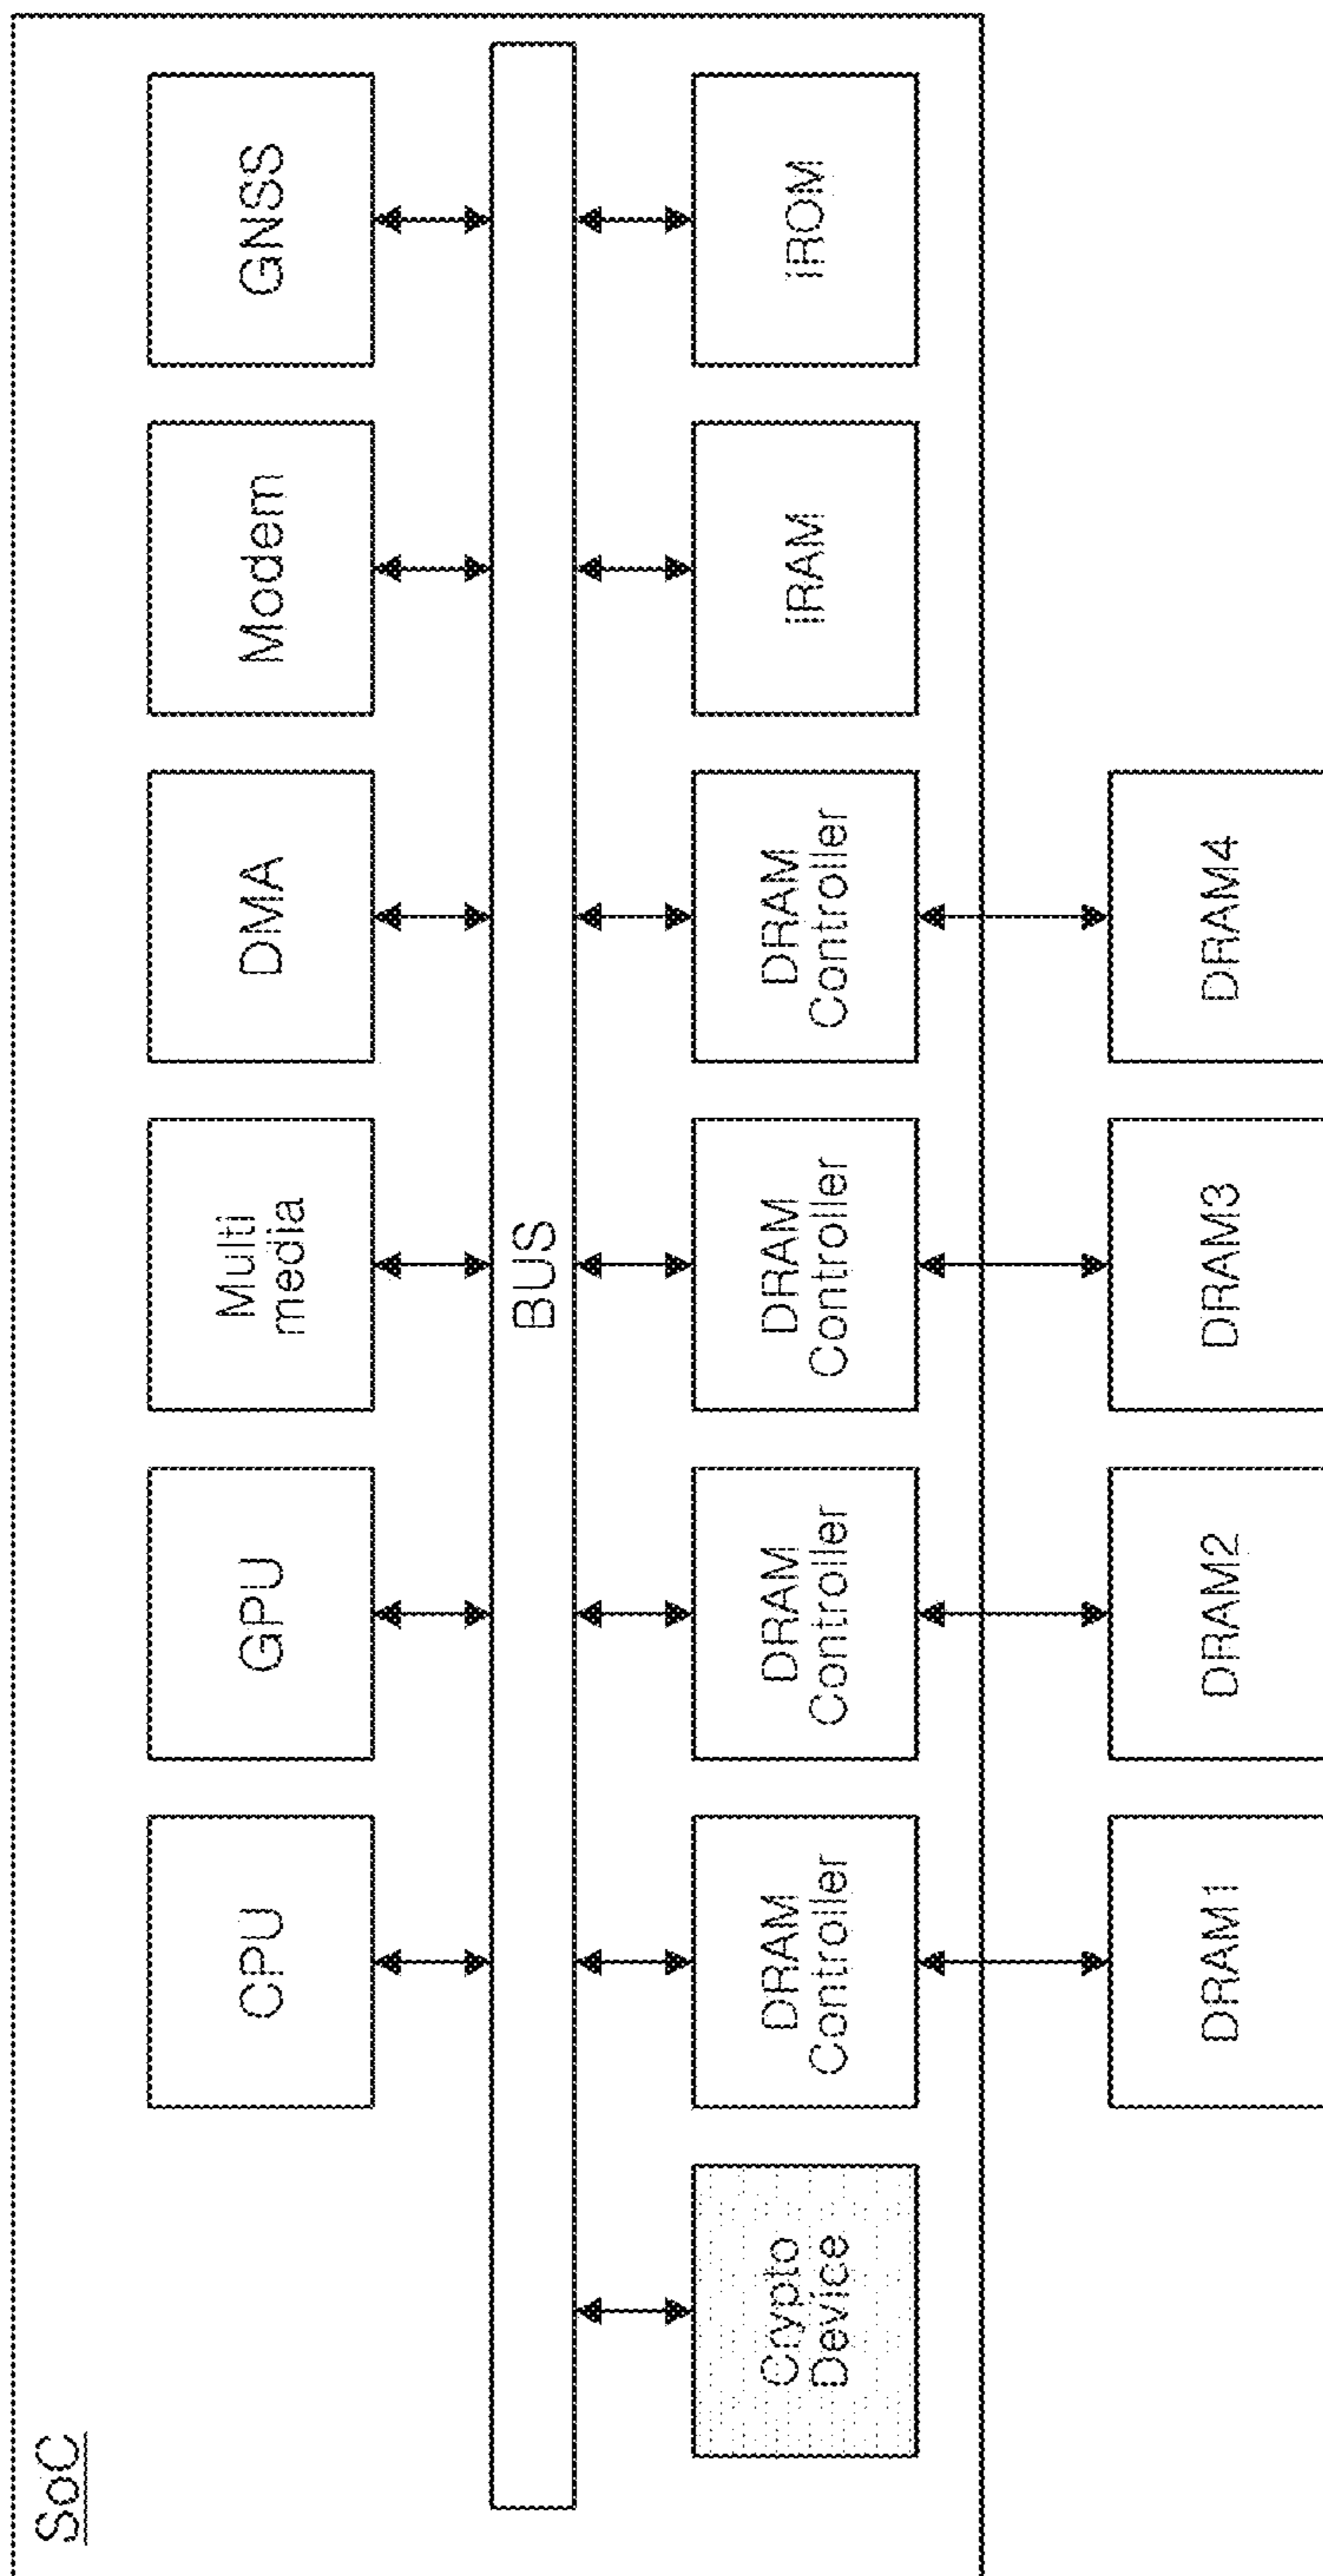 SoC
CPU
GPU
Multi
media
DMA
Modem
GNSS
BUS
Crypto
Device
DRAM
Controller
DRAM
Controller
DRAM
Controller
DRAM
Controller
iRAM
iROM
DRAM1
DRAM2
DRAM3
DRAM4